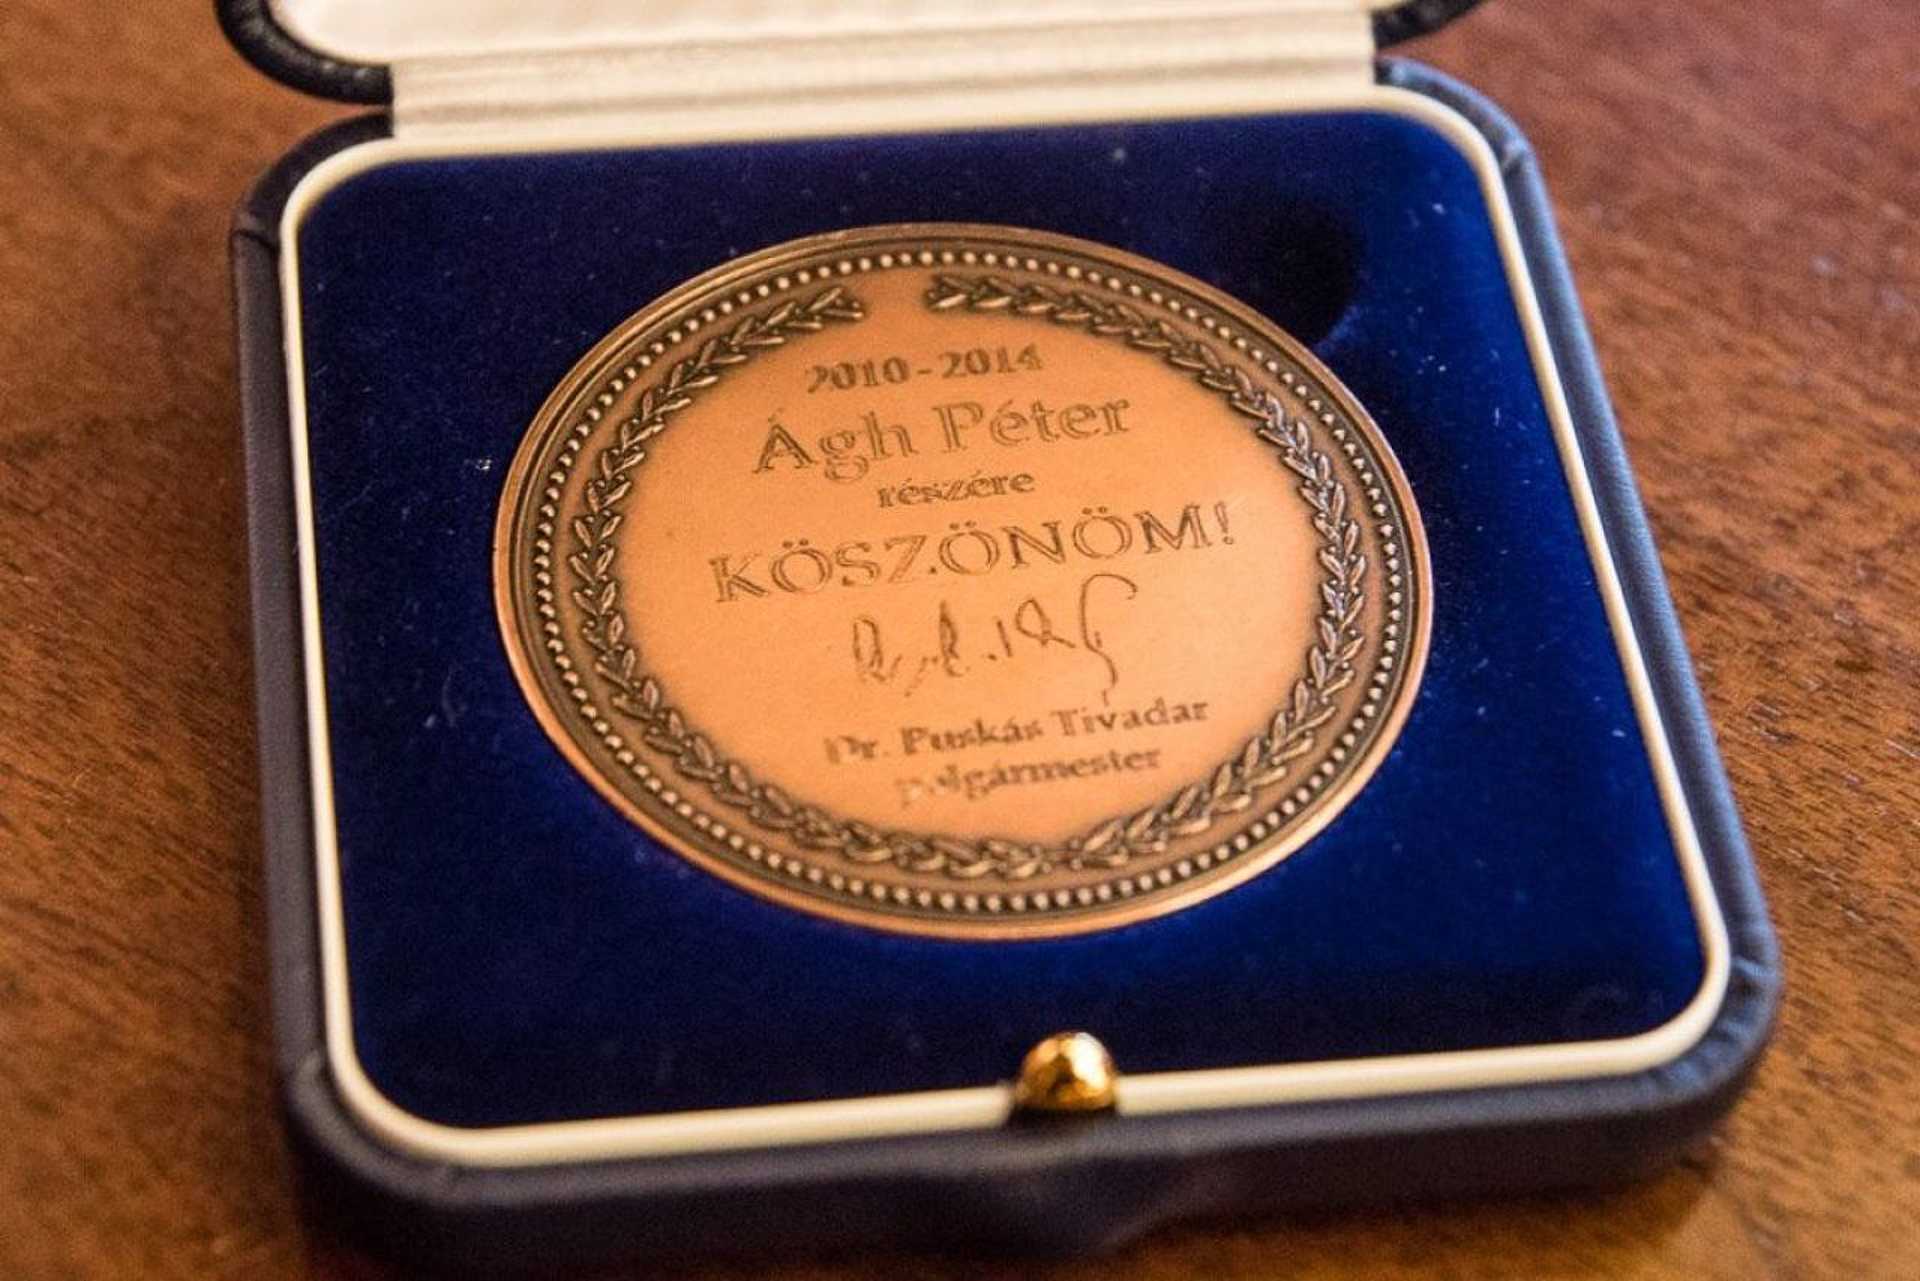 2010-2014
Ágh Péter
részére
KÖSZÖNÖM!
Dr. Puskás Tivadar
polgármester